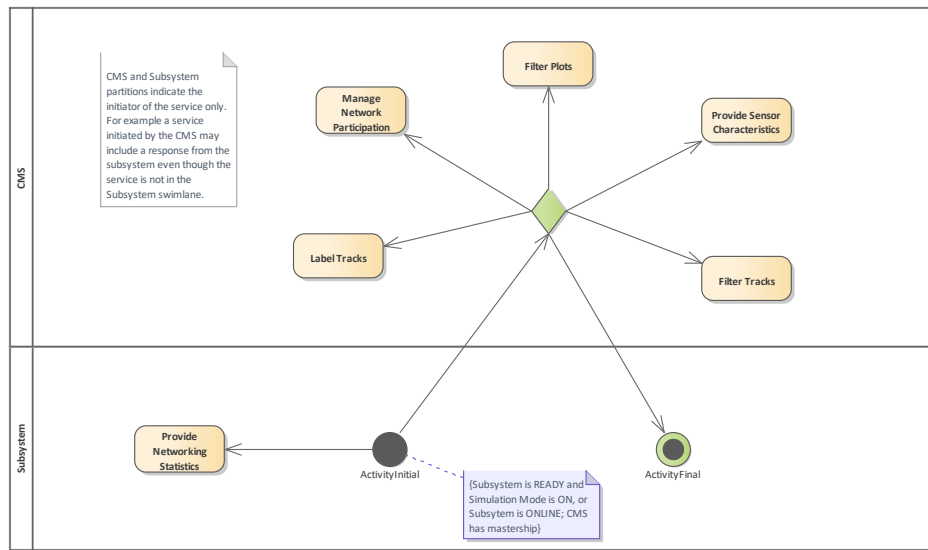 CMS
CMS and Subsystem
partitions indicate the
initiator of the service only.
For example a service
initiated by the CMS may
include a response from the
subsystem even though the
service is not in the
Subsystem swimlane.
Filter Plots
Manage
Network
Participation
Provide Sensor
Characteristics
Label Tracks
Filter Tracks
Subsystem
Provide
Networking
Statistics
ActivityInitial
ActivityFinal
{Subsystem is READY and
Simulation Mode is ON, or
Subsytem is ONLINE; CMS
has mastership}